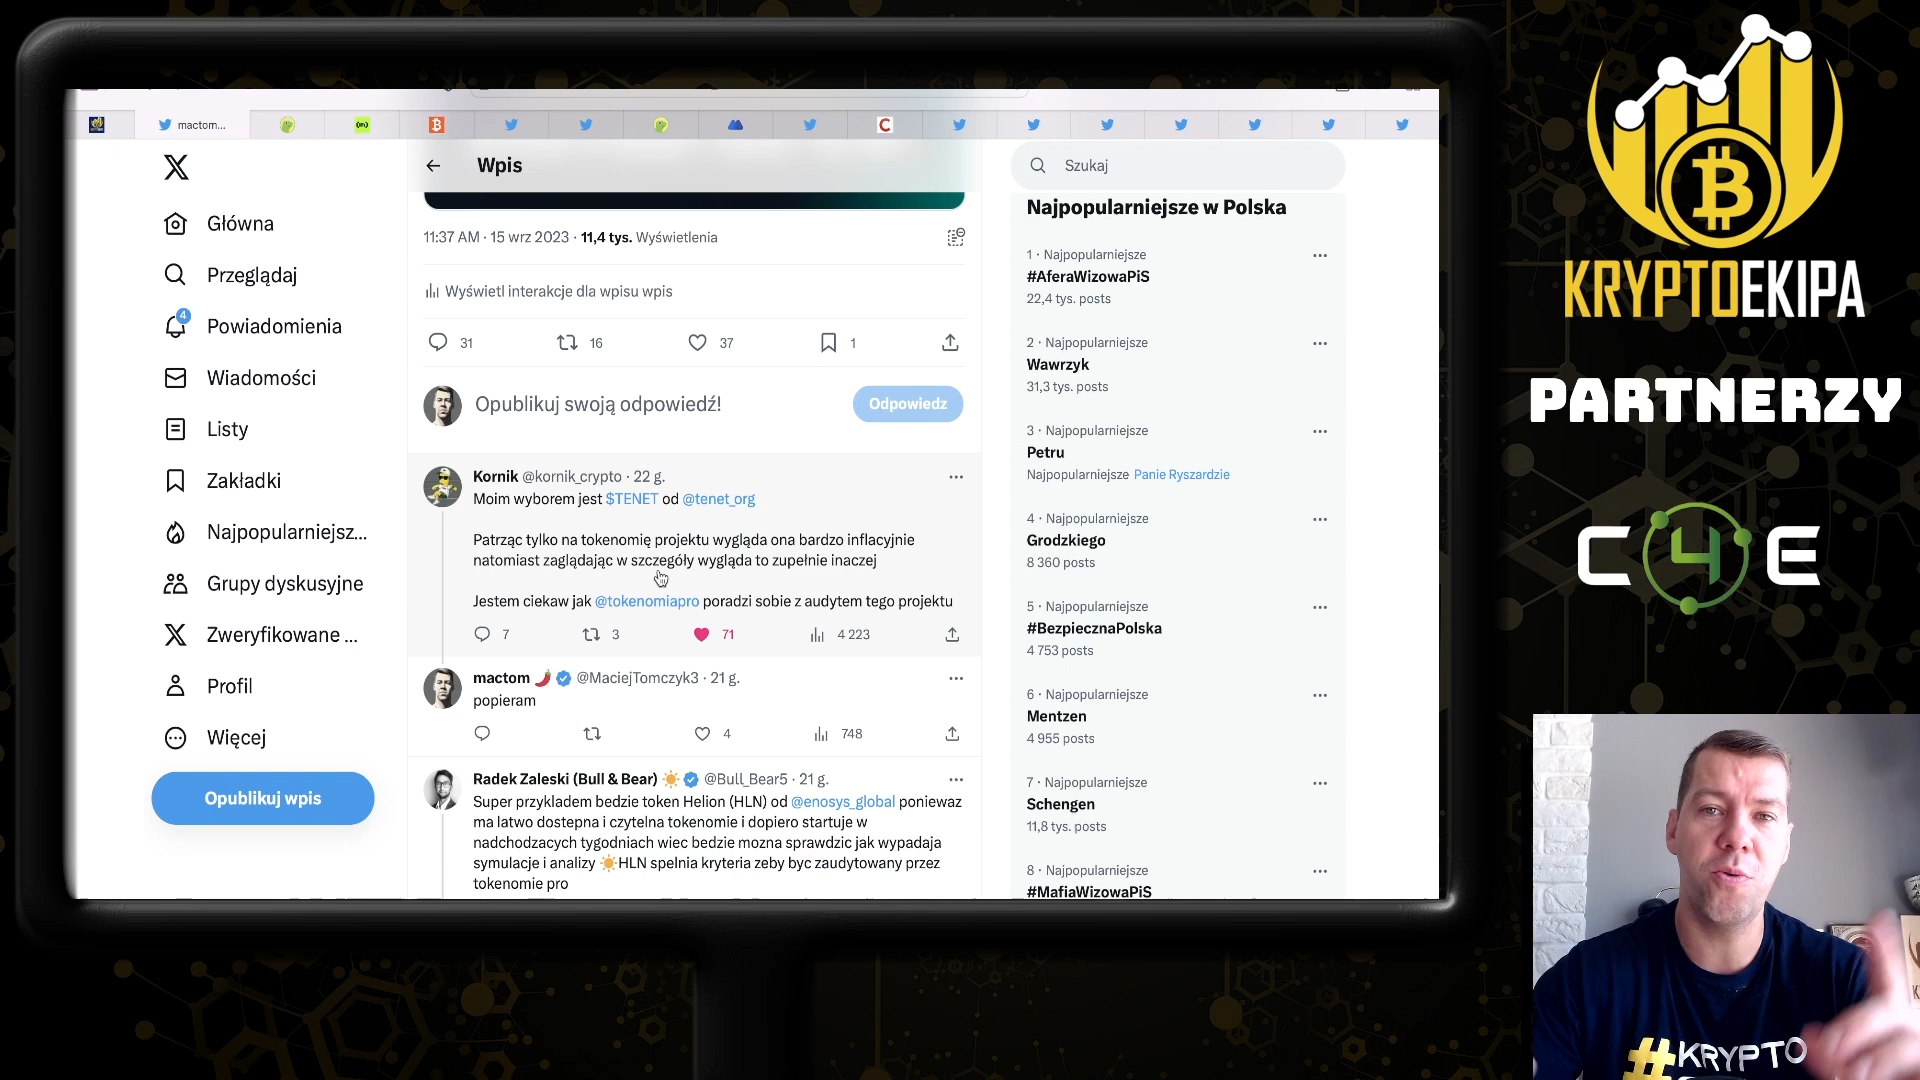 mactom...
Główna
Przeglądaj
4
Powiadomienia
Wiadomości
Listy
Zakładki
Najpopularniejsz...
Grupy dyskusyjne
Zweryfikowane ...
Profil
Więcej
Opublikuj wpis
Wpis
11:37 AM · 15 wrz 2023 · 11,4 tys. Wyświetlenia
Wyświetl interakcje dla wpisu wpis
31 16 37 1
Opublikuj swoją odpowiedź!
Odpowiedz
Kornik @kornik_crypto · 22 g.
Moim wyborem jest $TENET od @tenet_org
Patrząc tylko na tokenomię projektu wygląda ona bardzo inflacyjnie
natomiast zaglądając w szczegóły wygląda to zupełnie inaczej
Jestem ciekaw jak @tokenomiapro poradzi sobie z audytem tego projektu
7 3 71 4 223
mactom @MaciejTomczyk3 · 21 g.
popieram
4 748
Radek Zaleski (Bull & Bear) @Bull_Bear5 · 21 g.
Super przykladem bedzie token Helion (HLN) od @enosys_global poniewaz
ma latwo dostepna i czytelna tokenomie i dopiero startuje w
nadchodzacych tygodniach wiec bedzie mozna sprawdzic jak wypadaja
symulacje i analizy HLN spelnia kryteria zeby byc zaudytowany przez
tokenomie pro
Szukaj
Najpopularniejsze w Polska
1 · Najpopularniejsze
#AferaWizowaPiS
22,4 tys. posts
2 · Najpopularniejsze
Wawrzyk
31,3 tys. posts
3 · Najpopularniejsze
Petru
Najpopularniejsze Panie Ryszardzie
4 · Najpopularniejsze
Grodzkiego
8 360 posts
5 · Najpopularniejsze
#BezpiecznaPolska
4 753 posts
6 · Najpopularniejsze
Mentzen
4 955 posts
7 · Najpopularniejsze
Schengen
11,8 tys. posts
8 · Najpopularniejsze
#MafiaWizowaPiS
KRYPTOEKIPA
PARTNERZY
C4E
#KRYPTO